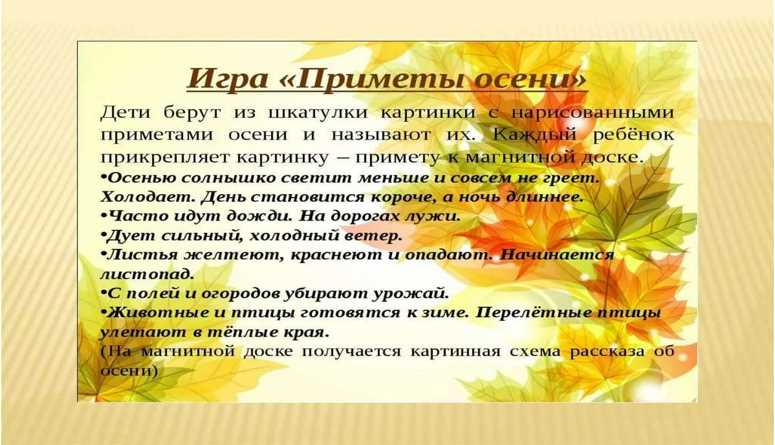 Игра «Приметы осени»
Дети берут из шкатулки картинки с нарисованными
приметами осени и называют их. Каждый ребёнок
прикрепляет картинку – примету к магнитной доске.
•Осенью солнышко светит меньше и совсем не греет.
Холодает. День становится короче, а ночь длиннее.
•Часто идут дожди. На дорогах лужи.
•Дует сильный, холодный ветер.
•Листья желтеют, краснеют и опадают. Начинается
листопад.
•С полей и огородов убирают урожай.
•Животные и птицы готовятся к зиме. Перелётные птицы
улетают в тёплые края.
(На магнитной доске получается картинная схема рассказа об
осени)